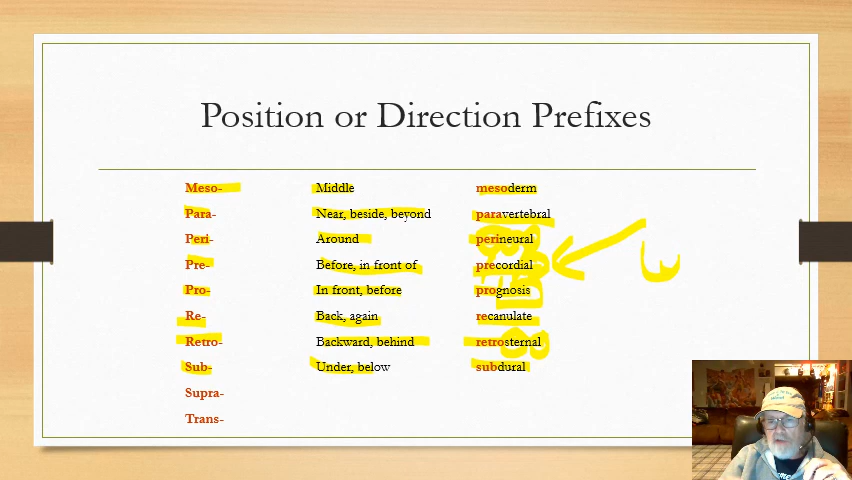 Position or Direction Prefixes
Meso- Middle mesoderm
Para- Near, beside, beyond paravertebral
Peri- Around perineural
Pre- Before, in front of precordial
Pro- In front, before prognosis
Re- Back, again recanulate
Retro- Backward, behind retrosternal
Sub- Under, below subdural
Supra-
Trans-